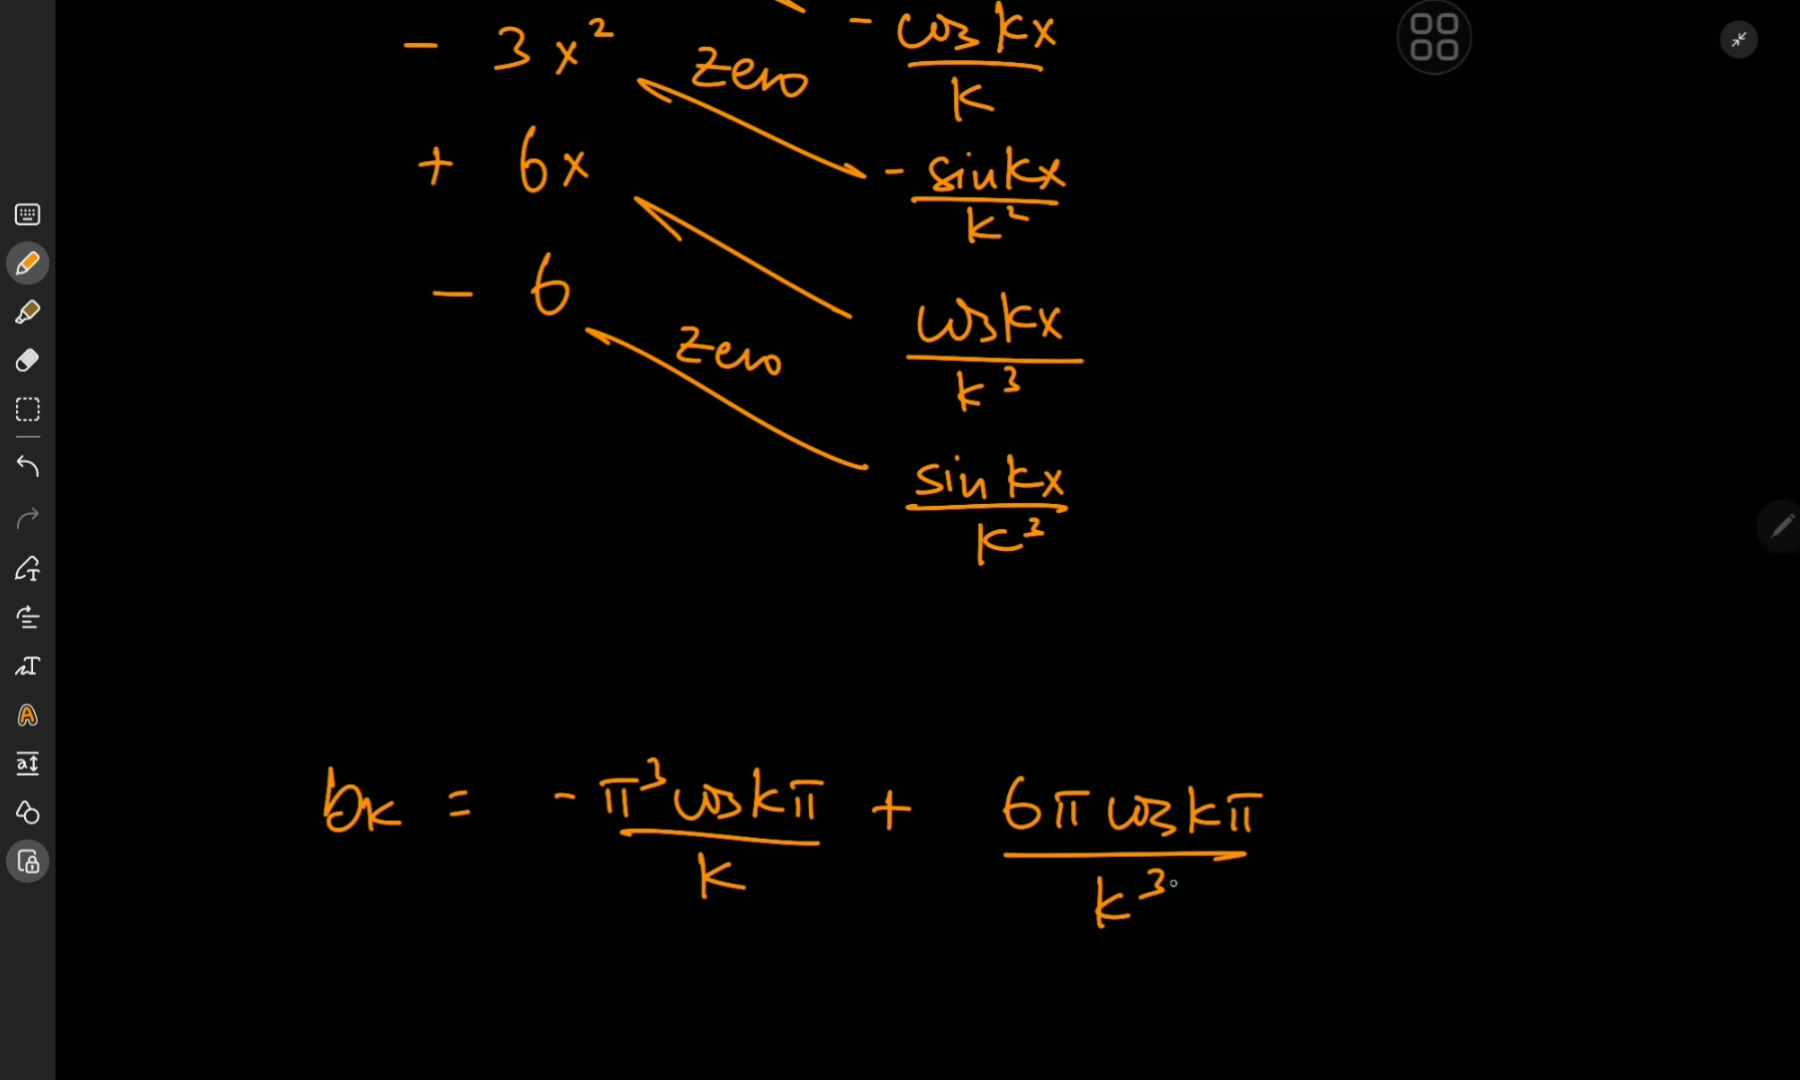 - 3x² zero - cos kx / k
+ 6x - sin kx / k²
- 6 zero cos kx / k³
sin kx / k³
bk = - π³ cos kπ / k + 6π cos kπ / k³